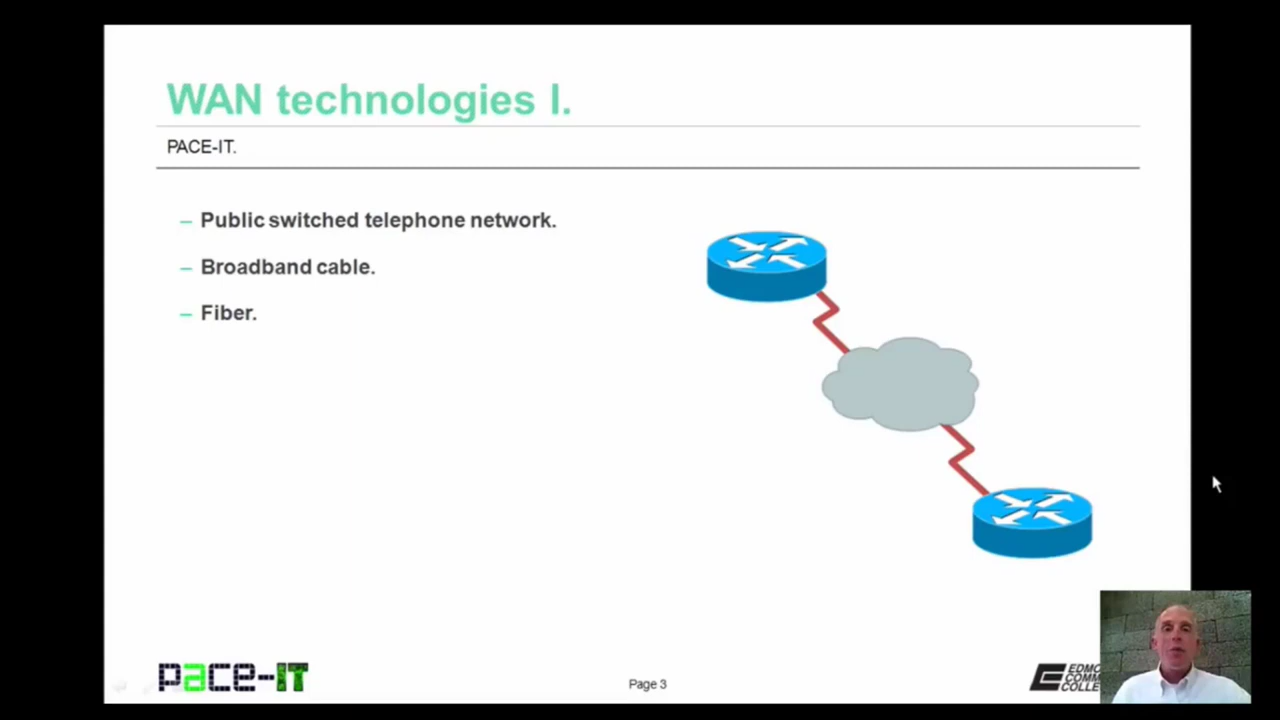 WAN technologies I.
PACE-IT.
– Public switched telephone network.
– Broadband cable.
– Fiber.
pace-IT
Page 3